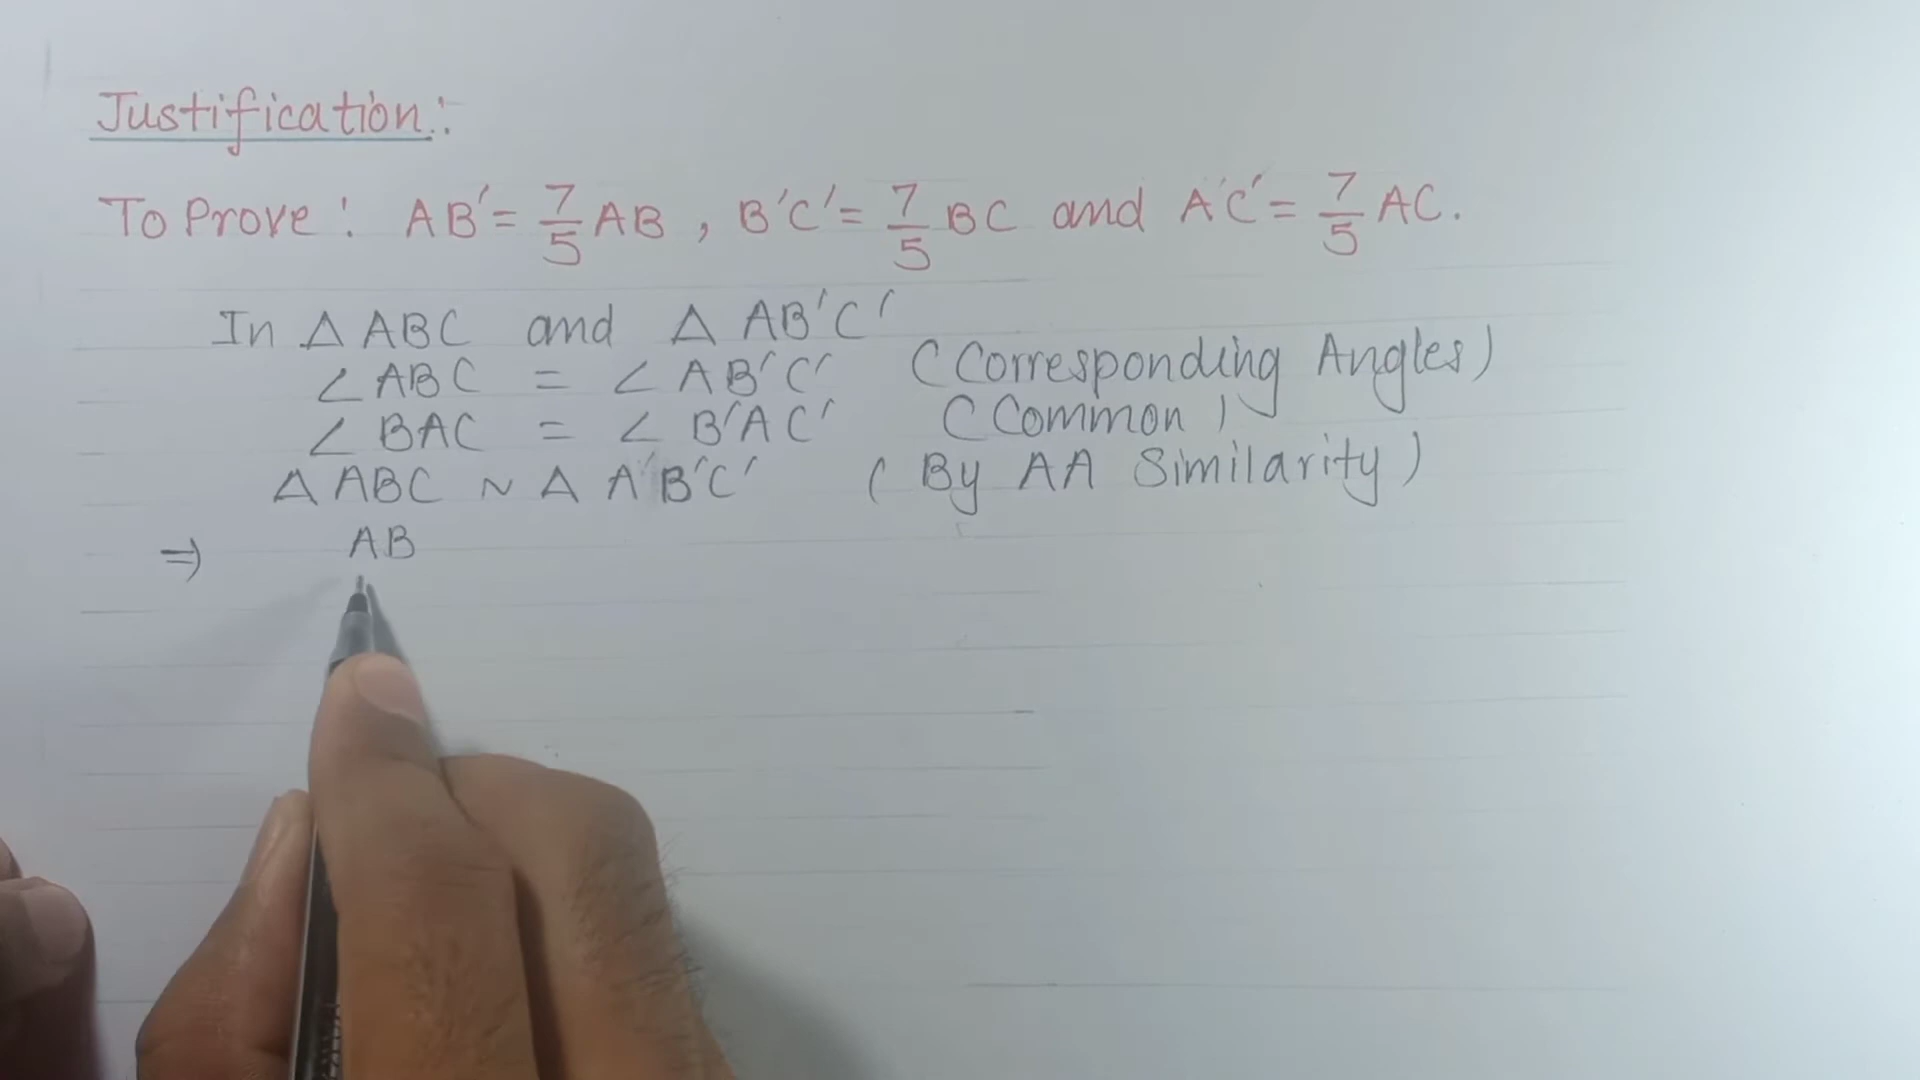 Justification:
To Prove: AB' = 7/5 AB, B'C' = 7/5 BC and A'C' = 7/5 AC.
In △ ABC and △ AB'C'
∠ ABC = ∠ AB'C' (Corresponding Angles)
∠ BAC = ∠ B'AC' (Common)
△ ABC ~ △ A'B'C' (By AA Similarity)
⇒ AB